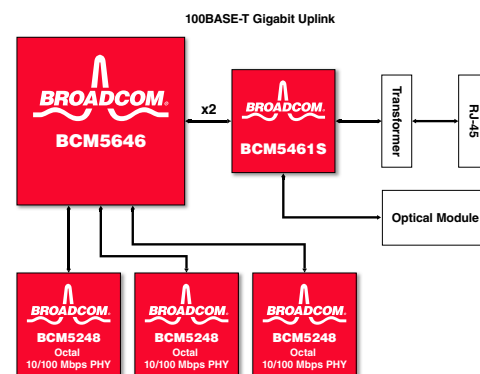 100BASE-T Gigabit Uplink
BROADCOM®
BCM5646
x2
BROADCOM®
BCM5461S
Transformer
RJ-45
Optical Module
BROADCOM®
BCM5248
Octal
10/100 Mbps PHY
BROADCOM®
BCM5248
Octal
10/100 Mbps PHY
BROADCOM®
BCM5248
Octal
10/100 Mbps PHY